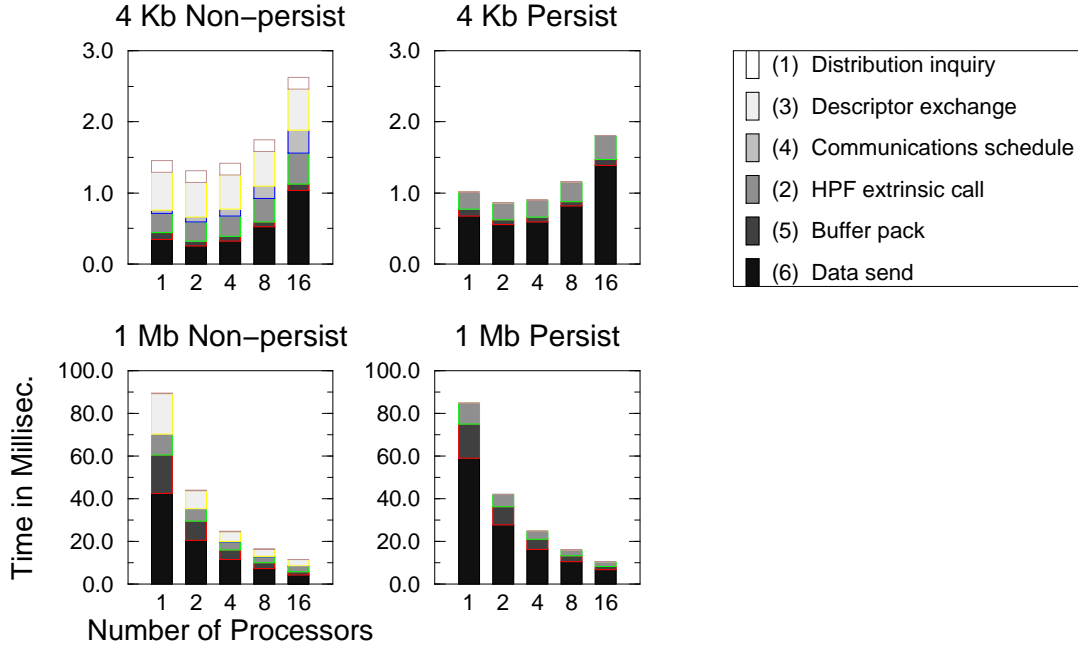 4 Kb Non−persist
4 Kb Persist
3.0
2.0
1.0
0.0
1 2 4 8 16
3.0
2.0
1.0
0.0
1 2 4 8 16
(1) Distribution inquiry
(3) Descriptor exchange
(4) Communications schedule
(2) HPF extrinsic call
(5) Buffer pack
(6) Data send
1 Mb Non−persist
1 Mb Persist
Time in Millisec.
100.0
80.0
60.0
40.0
20.0
0.0
1 2 4 8 16
100.0
80.0
60.0
40.0
20.0
0.0
1 2 4 8 16
Number of Processors